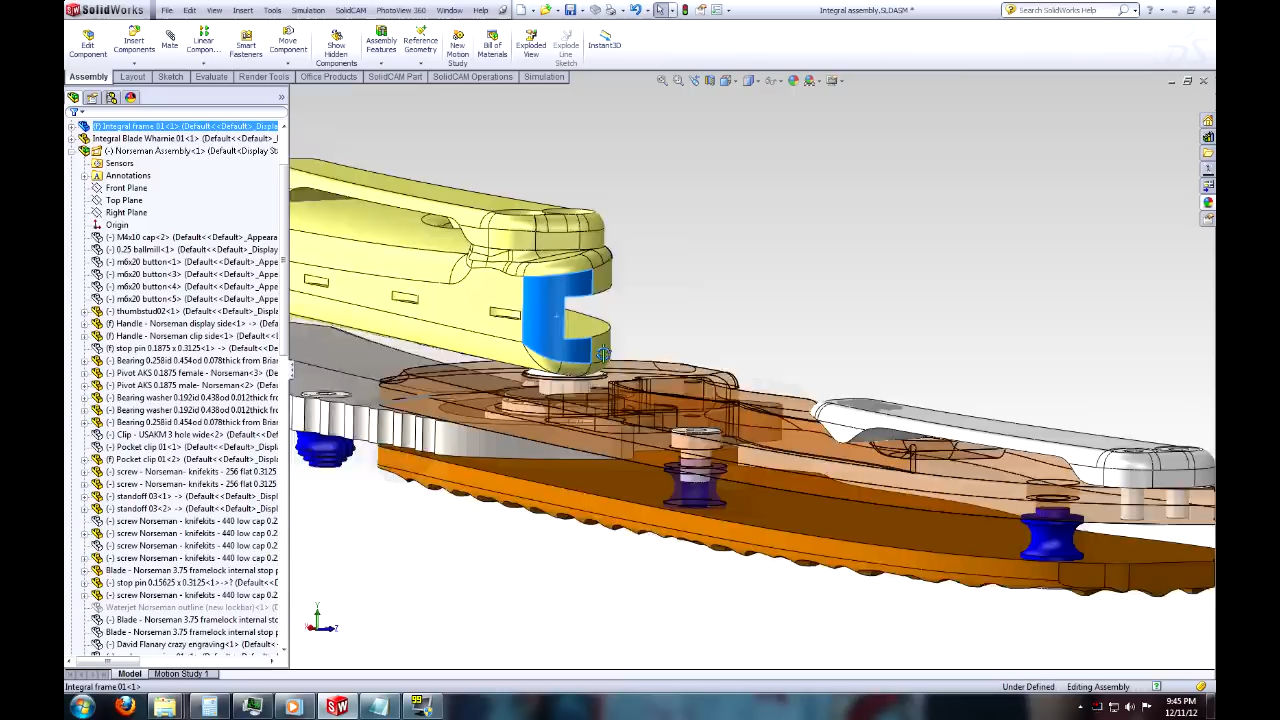 SolidWorks File Edit View Insert Tools Simulation SolidCAM PhotoView 360 Window Help Integral assembly.SLDASM * Search SolidWorks Help
Edit Component
Insert Components
Mate
Linear Compon...
Smart Fasteners
Move Component
Show Hidden Components
Assembly Features
Reference Geometry
New Motion Study
Bill of Materials
Exploded View
Explode Line Sketch
Instant3D
Assembly Layout Sketch Evaluate Render Tools Office Products SolidCAM Part SolidCAM Operations Simulation
(f) Integral frame 01<1> (Default<<Default>_Displa
Integral Blade Wharnie 01<1> (Default<<Default>_
(-) Norseman Assembly<1> (Default<Display St
Sensors
Annotations
Front Plane
Top Plane
Right Plane
Origin
(-) M4x10 cap<2> (Default<<Default>_Appeara
(-) 0.25 ballmill<1> (Default<<Default>_Display
(-) m6x20 button<1> (Default<<Default>_Appe
(-) m6x20 button<3> (Default<<Default>_Appe
(-) m6x20 button<4> (Default<<Default>_Appe
(-) m6x20 button<5> (Default<<Default>_Appe
(-) thumbstud02<1> (Default<<Default>_Displa
(f) Handle - Norseman display side<1> -> (Defa
(f) Handle - Norseman clip side<1> -> (Default<
(f) stop pin 0.1875 x 0.3125<1> -> (Default<<D
(-) Bearing 0.258id 0.454od 0.078thick from Brian
(-) Pivot AKS 0.1875 female - Norseman<3> (De
(-) Pivot AKS 0.1875 male- Norseman<2> (Defa
(-) Bearing washer 0.192id 0.438od 0.012thick fr
(-) Bearing washer 0.192id 0.438od 0.012thick fr
(-) Bearing 0.258id 0.454od 0.078thick from Brian
(-) Clip - USAKM 3 hole wide<2> (Default<<Defa
(-) Pocket clip 01<1> (Default<<Default>_Displa
(f) Pocket clip 01<2> (Default<<Default>_Displa
(-) screw - Norseman- knifekits - 256 flat 0.3125
(-) screw - Norseman- knifekits - 256 flat 0.3125
(-) standoff 03<1> -> (Default<<Default>_Displ
(-) standoff 03<2> -> (Default<<Default>_Displ
(-) screw Norseman - knifekits - 440 low cap 0.2
(-) screw Norseman - knifekits - 440 low cap 0.2
(-) screw Norseman - knifekits - 440 low cap 0.2
(-) screw Norseman - knifekits - 440 low cap 0.2
Blade - Norseman 3.75 framelock internal stop p
(-) stop pin 0.15625 x 0.3125<1> ->? (Default<
(-) screw Norseman - knifekits - 440 low cap 0.2
Waterjet Norseman outline (new lockbar)<1> (D
(-) Blade - Norseman 3.75 framelock internal sto
Blade - Norseman 3.75 framelock internal stop p
(-) David Flanary crazy engraving<1> (Default<
Y
X
Z
Model Motion Study 1
Integral frame 01<1> Under Defined Editing Assembly
99
9:45 PM
12/11/12